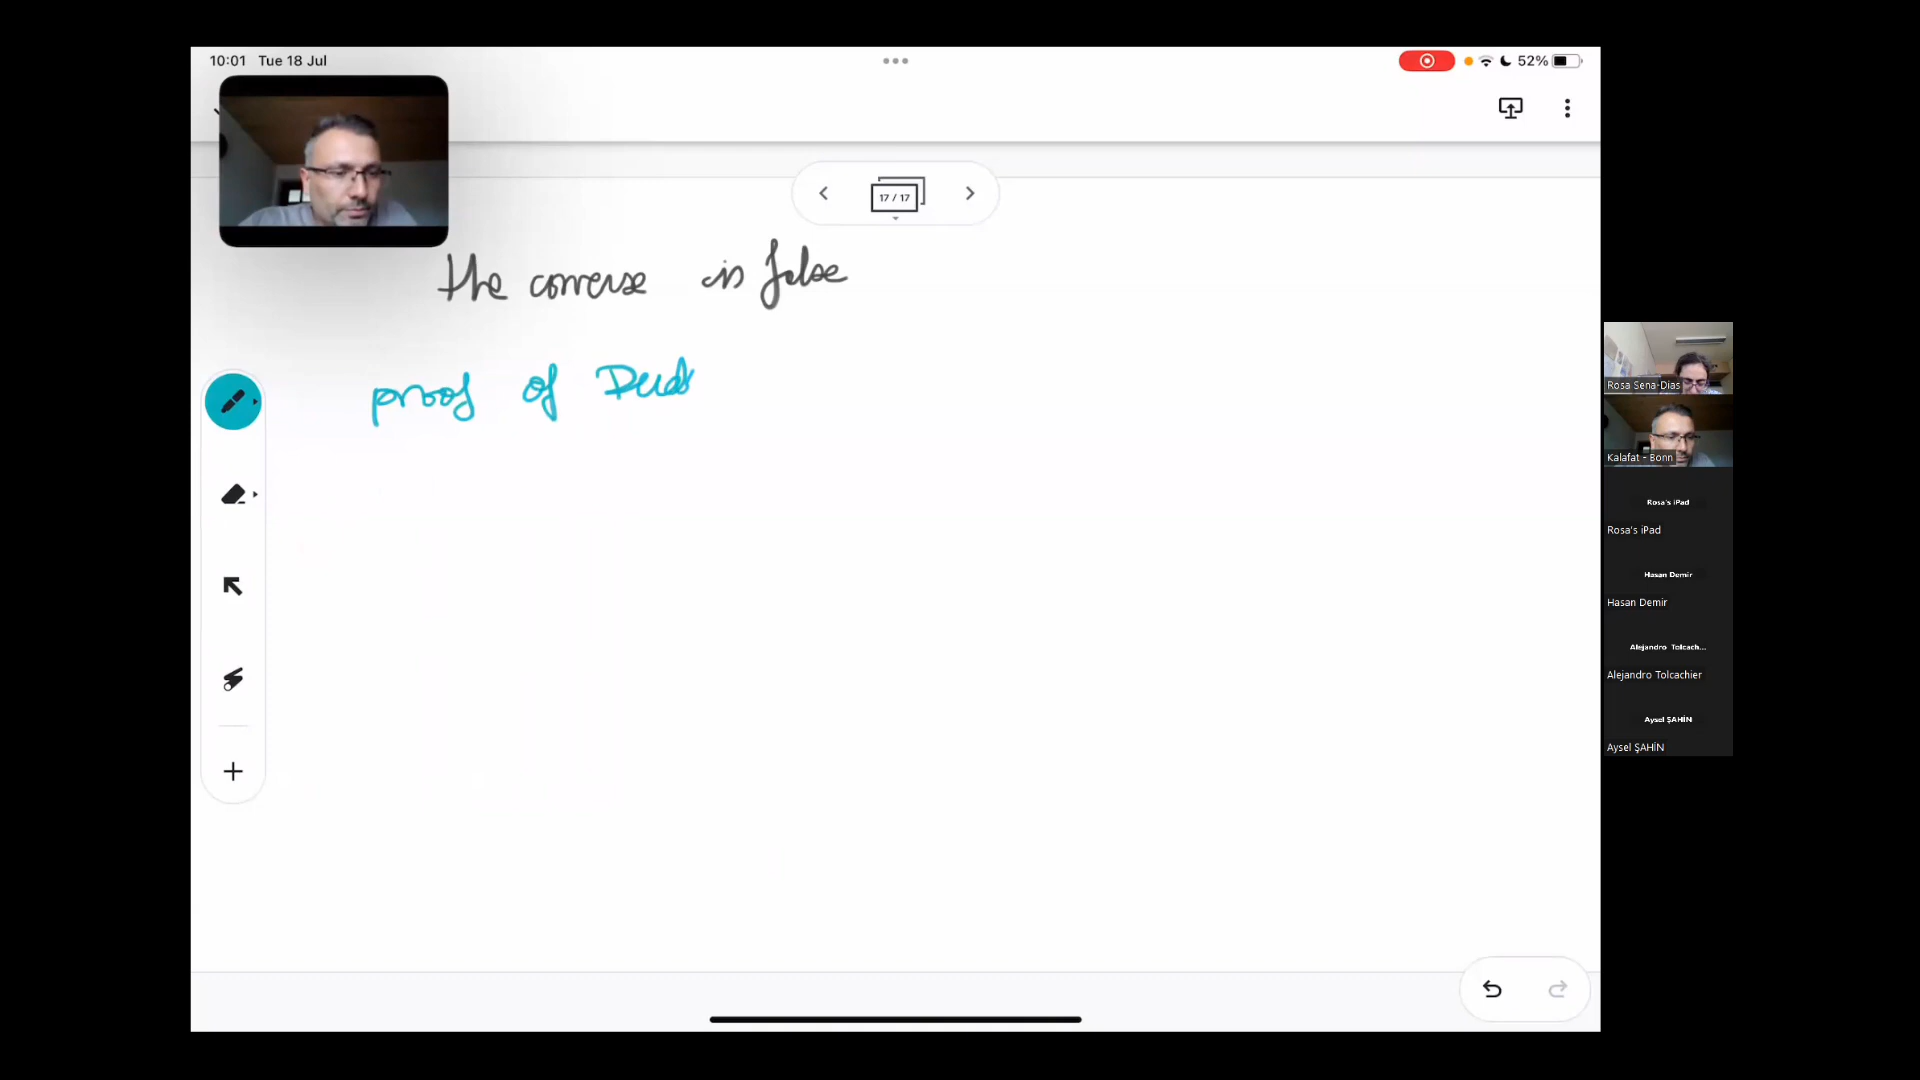 10:01 Tue 18 Jul
52%
17 / 17
the converse is false
proof of
Rosa Sena-Dias
Kalafat - Bonn
Rosa's iPad
Rosa's iPad
Hasan Demir
Hasan Demir
Alejandro Tolcach...
Alejandro Tolcachier
Aysel ŞAHİN
Aysel ŞAHİN